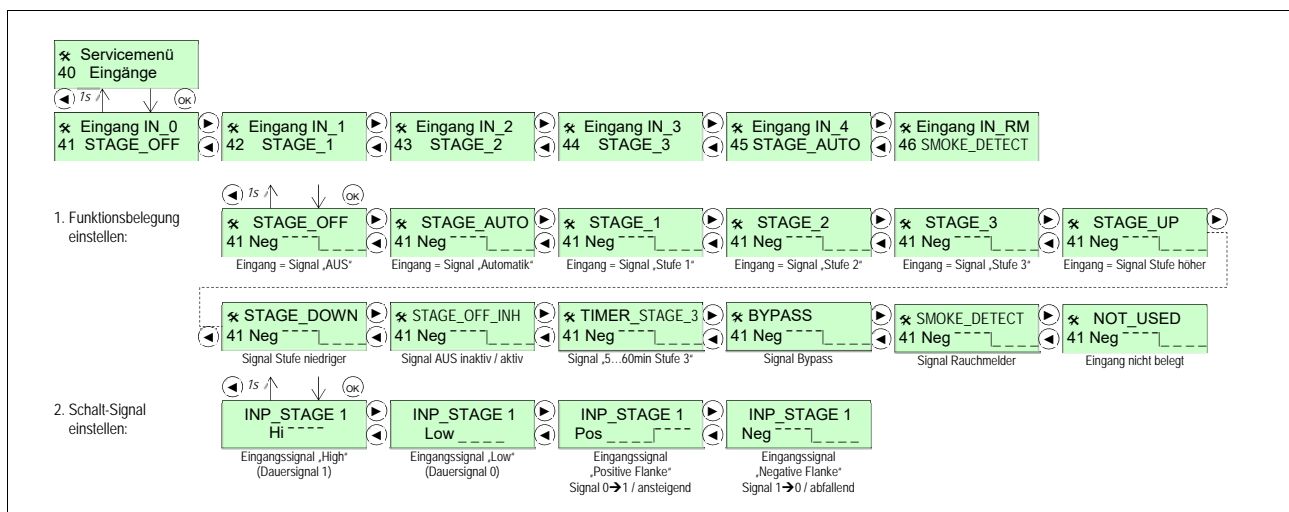 Servicemenü
40 Eingänge
1s OK
Eingang IN_0 Eingang IN_1 Eingang IN_2 Eingang IN_3 Eingang IN_4 Eingang IN_RM
41 STAGE_OFF 42 STAGE_1 43 STAGE_2 44 STAGE_3 45 STAGE_AUTO 46 SMOKE_DETECT
1s OK
1. Funktionsbelegung
einstellen:
STAGE_OFF STAGE_AUTO STAGE_1 STAGE_2 STAGE_3 STAGE_UP
41 Neg 41 Neg 41 Neg 41 Neg 41 Neg 41 Neg
Eingang = Signal „AUS“ Eingang = Signal „Automatik“ Eingang = Signal „Stufe 1“ Eingang = Signal „Stufe 2“ Eingang = Signal „Stufe 3“ Eingang = Signal Stufe höher
STAGE_DOWN STAGE_OFF_INH TIMER_STAGE_3 BYPASS SMOKE_DETECT NOT_USED
41 Neg 41 Neg 41 Neg 41 Neg 41 Neg 41 Neg
Signal Stufe niedriger Signal AUS inaktiv / aktiv Signal „5…60min Stufe 3“ Signal Bypass Signal Rauchmelder Eingang nicht belegt
1s OK
2. Schalt-Signal
einstellen:
INP_STAGE 1 INP_STAGE 1 INP_STAGE 1 INP_STAGE 1
Hi Low Pos Neg
Eingangssignal „High“ Eingangssignal „Low“ Eingangssignal Eingangssignal
(Dauersignal 1) (Dauersignal 0) „Positive Flanke“ „Negative Flanke“
Signal 0➔1 / ansteigend Signal 1➔0 / abfallend